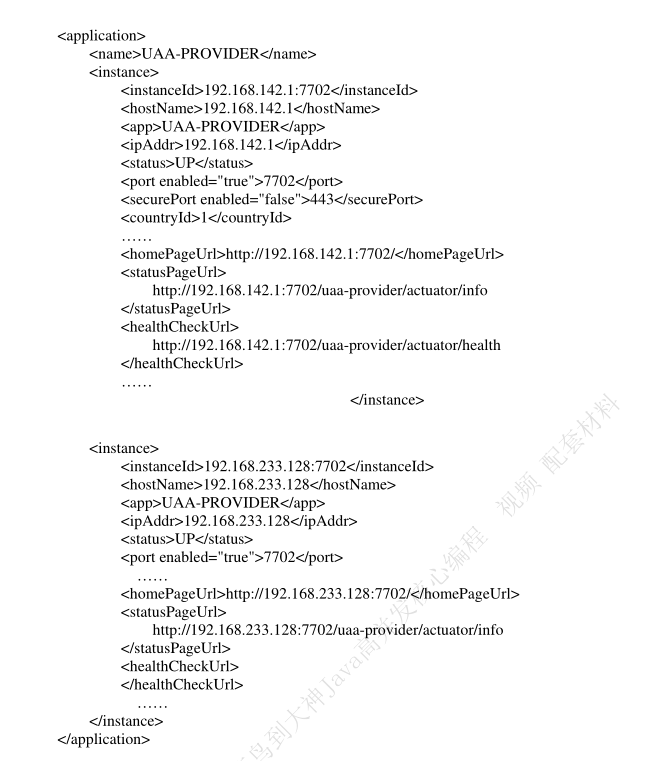 <application>
<name>UAA-PROVIDER</name>
<instance>
<instanceId>192.168.142.1:7702</instanceId>
<hostName>192.168.142.1</hostName>
<app>UAA-PROVIDER</app>
<ipAddr>192.168.142.1</ipAddr>
<status>UP</status>
<port enabled="true">7702</port>
<securePort enabled="false">443</securePort>
<countryId>1</countryId>
……
<homePageUrl>http://192.168.142.1:7702/</homePageUrl>
<statusPageUrl>
http://192.168.142.1:7702/uaa-provider/actuator/info
</statusPageUrl>
<healthCheckUrl>
http://192.168.142.1:7702/uaa-provider/actuator/health
</healthCheckUrl>
……
</instance>
<instance>
<instanceId>192.168.233.128:7702</instanceId>
<hostName>192.168.233.128</hostName>
<app>UAA-PROVIDER</app>
<ipAddr>192.168.233.128</ipAddr>
<status>UP</status>
<port enabled="true">7702</port>
……
<homePageUrl>http://192.168.233.128:7702/</homePageUrl>
<statusPageUrl>
http://192.168.233.128:7702/uaa-provider/actuator/info
</statusPageUrl>
<healthCheckUrl>
</healthCheckUrl>
……
</instance>
</application>
鸟到大神Java高并发核心编程 视频 配套材料